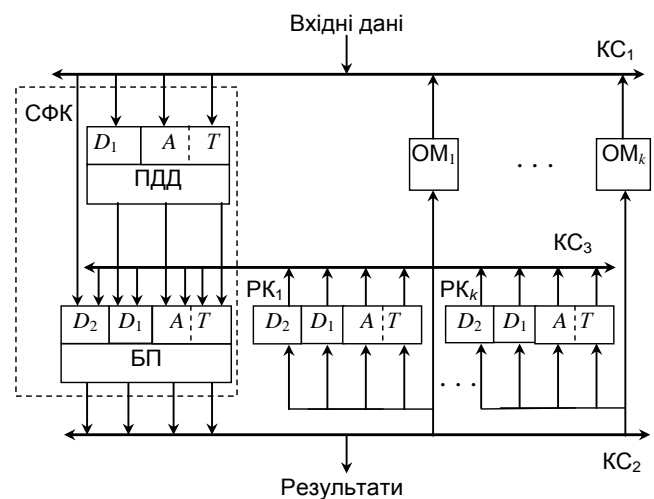 Вхідні дані
КС₁
СФК
D₁ A T
ПДД
ОМ₁ . . . ОМₖ
КС₃
РК₁ РКₖ
D₂ D₁ A T D₂ D₁ A T D₂ D₁ A T
БП
. . .
КС₂
Результати